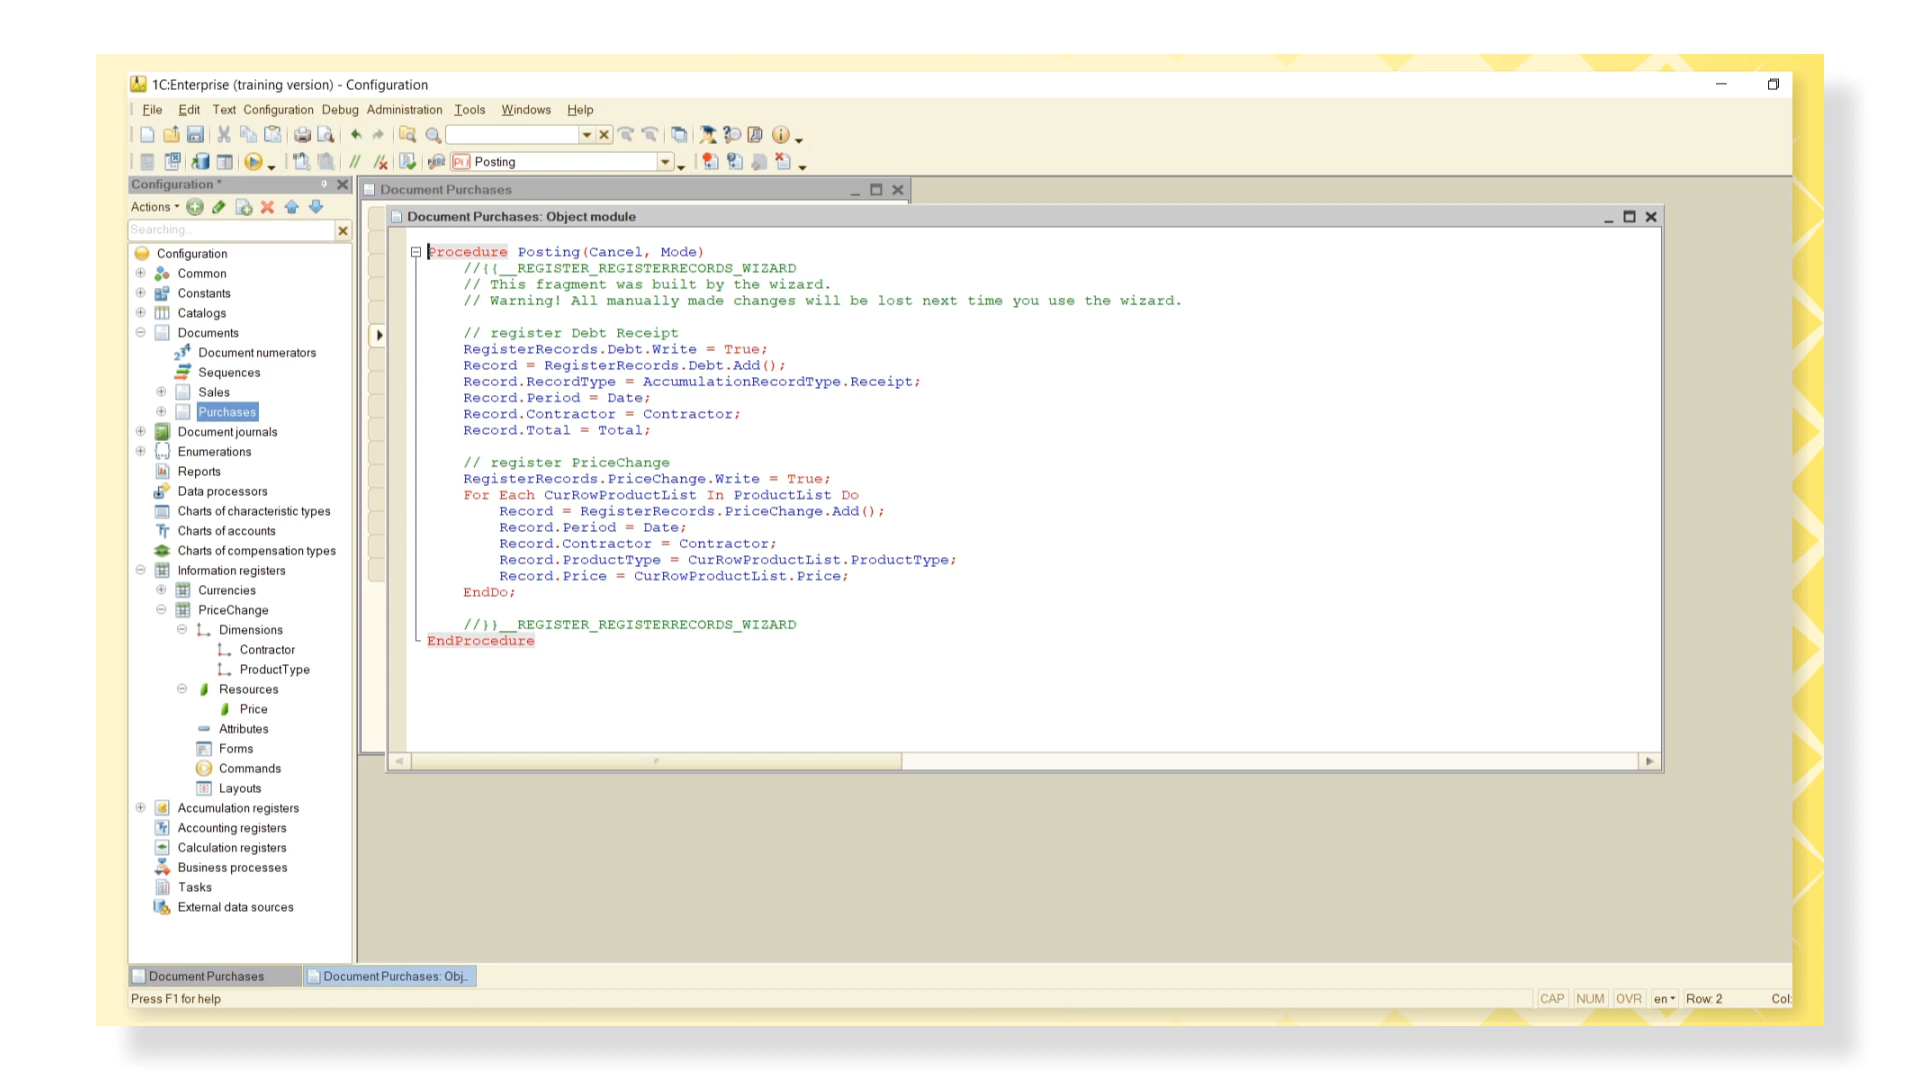 1C:Enterprise (training version) - Configuration
File Edit Text Configuration Debug Administration Tools Windows Help
Posting
Configuration *
Actions
Searching...
Configuration
Common
Constants
Catalogs
Documents
Document numerators
Sequences
Sales
Purchases
Document journals
Enumerations
Reports
Data processors
Charts of characteristic types
Charts of accounts
Charts of compensation types
Information registers
Currencies
PriceChange
Dimensions
Contractor
ProductType
Resources
Price
Attributes
Forms
Commands
Layouts
Accumulation registers
Accounting registers
Calculation registers
Business processes
Tasks
External data sources
Document Purchases
Document Purchases: Object module
Procedure Posting(Cancel, Mode)
//{{__REGISTER_REGISTERRECORDS_WIZARD
// This fragment was built by the wizard.
// Warning! All manually made changes will be lost next time you use the wizard.
// register Debt Receipt
RegisterRecords.Debt.Write = True;
Record = RegisterRecords.Debt.Add();
Record.RecordType = AccumulationRecordType.Receipt;
Record.Period = Date;
Record.Contractor = Contractor;
Record.Total = Total;
// register PriceChange
RegisterRecords.PriceChange.Write = True;
For Each CurRowProductList In ProductList Do
Record = RegisterRecords.PriceChange.Add();
Record.Period = Date;
Record.Contractor = Contractor;
Record.ProductType = CurRowProductList.ProductType;
Record.Price = CurRowProductList.Price;
EndDo;
//}}__REGISTER_REGISTERRECORDS_WIZARD
EndProcedure
Document Purchases
Document Purchases: Obj...
Press F1 for help
CAP NUM OVR en Row: 2 Col: